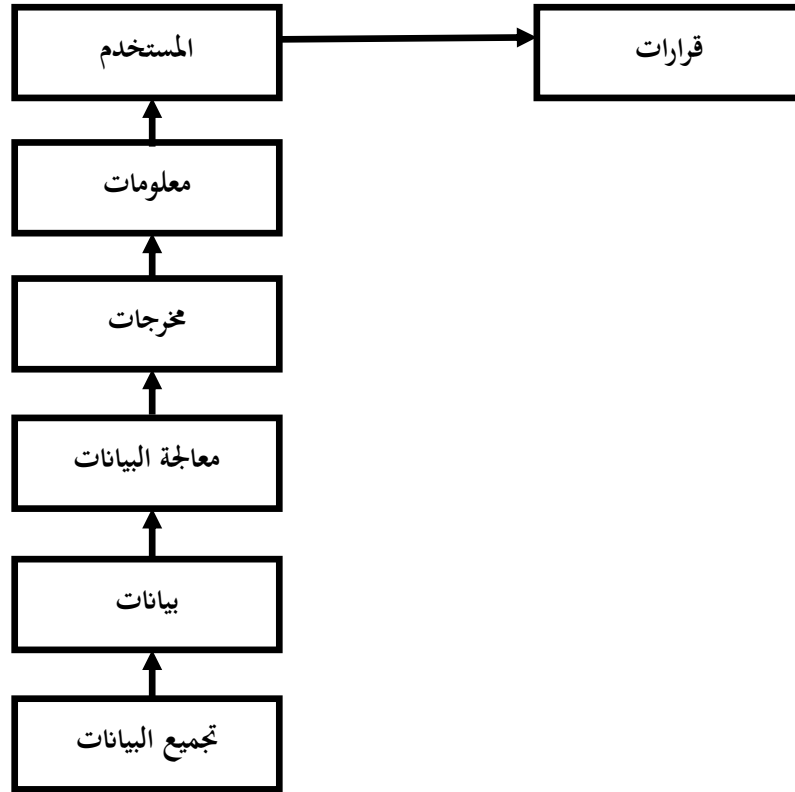 المستخدم
قرارات
معلومات
مخرجات
معالجة البيانات
بيانات
تجميع البيانات